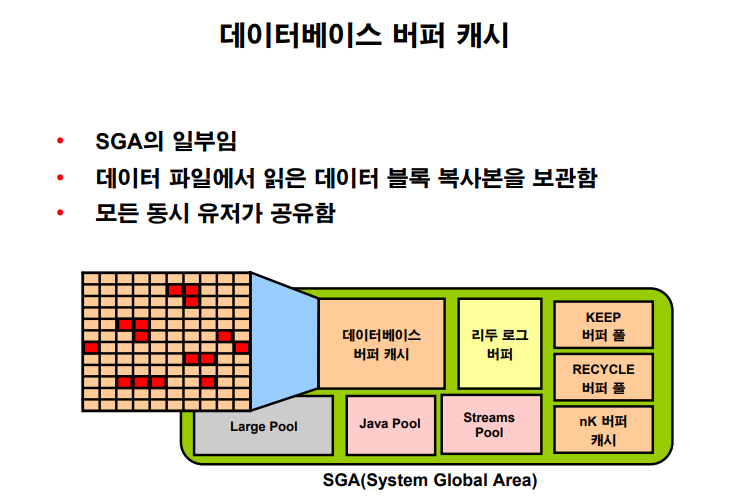 데이터베이스 버퍼 캐시
• SGA의 일부임
• 데이터 파일에서 읽은 데이터 블록 복사본을 보관함
• 모든 동시 유저가 공유함
데이터베이스
버퍼 캐시
리두 로그
버퍼
KEEP
버퍼 풀
RECYCLE
버퍼 풀
Large Pool
Java Pool
Streams
Pool
nK 버퍼
캐시
SGA(System Global Area)